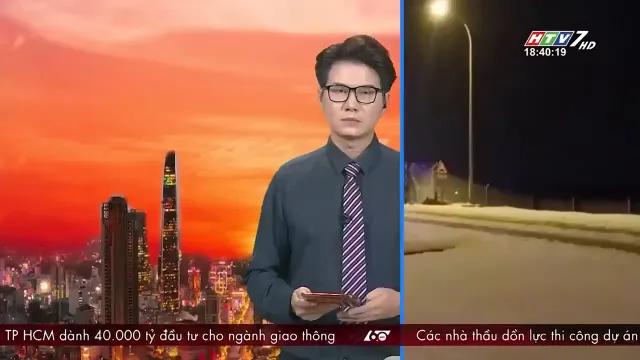 HTV7 HD
18:40:19
TP HCM dành 40.000 tỷ đầu tư cho ngành giao thông
60
Các nhà thầu dồn lực thi công dự án